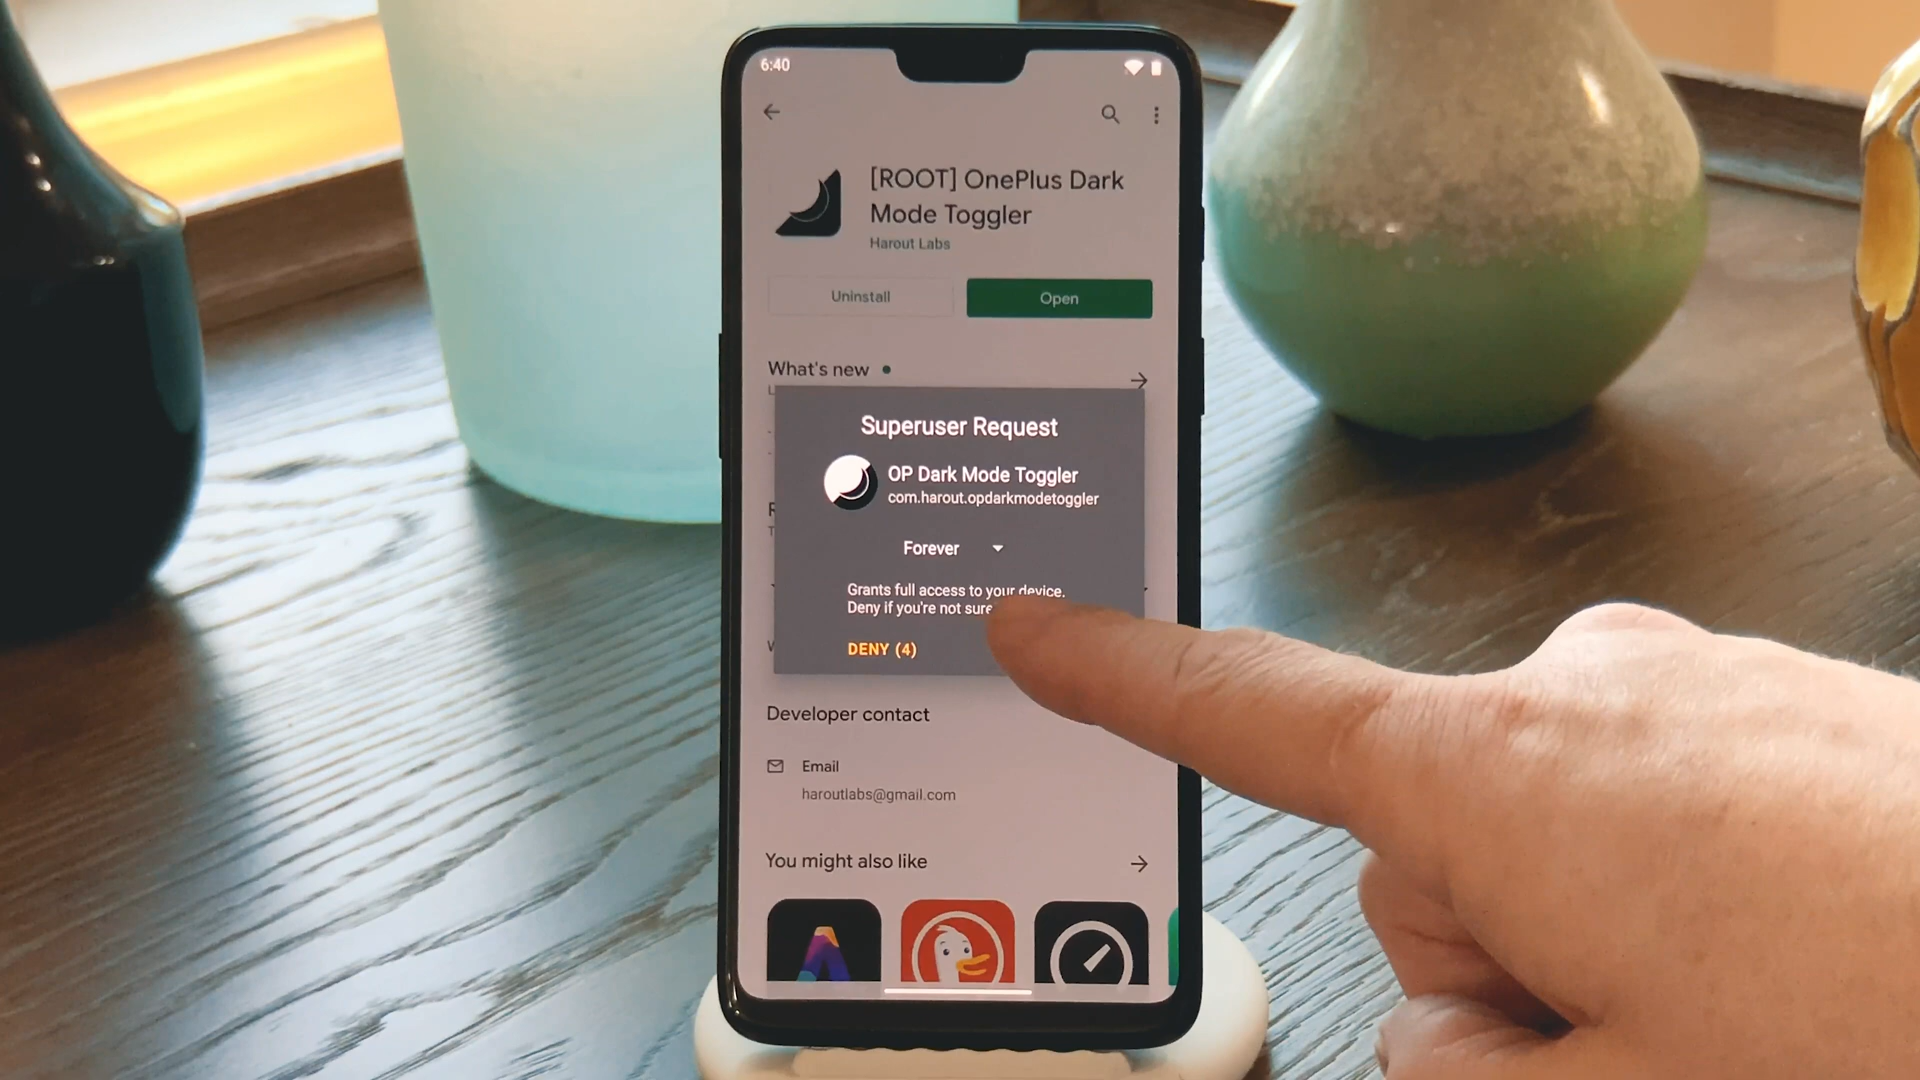 6:40
[ROOT] OnePlus Dark
Mode Toggler
Harout Labs
Uninstall
Open
What's new
Superuser Request
OP Dark Mode Toggler
com.harout.opdarkmodetoggler
Forever
Grants full access to your device.
Deny if you're not sure
DENY (4)
Developer contact
Email
haroutlabs@gmail.com
You might also like